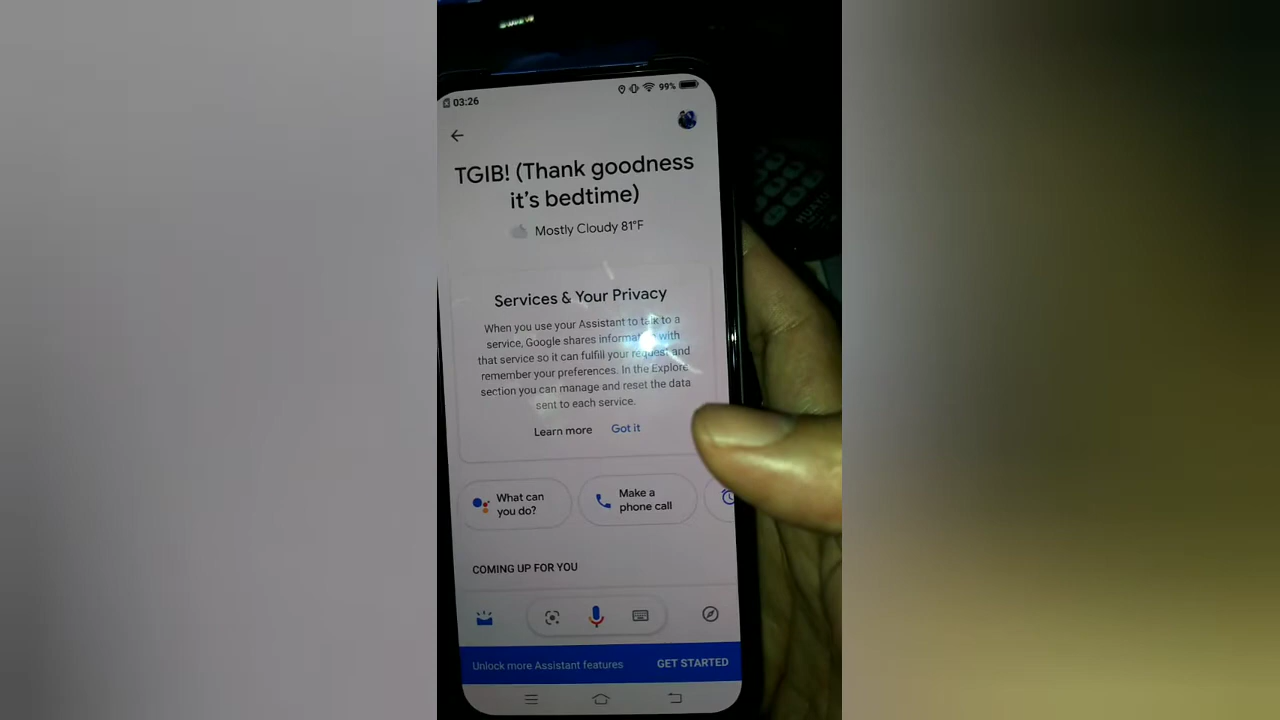 HUAYU
03:26
99%
TGIB! (Thank goodness
it's bedtime)
Mostly Cloudy 81°F
Services & Your Privacy
When you use your Assistant to talk to a
service, Google shares information with
that service so it can fulfill your request and
remember your preferences. In the Explore
section you can manage and reset the data
sent to each service.
Learn more
Got it
What can
you do?
Make a
phone call
COMING UP FOR YOU
Unlock more Assistant features
GET STARTED